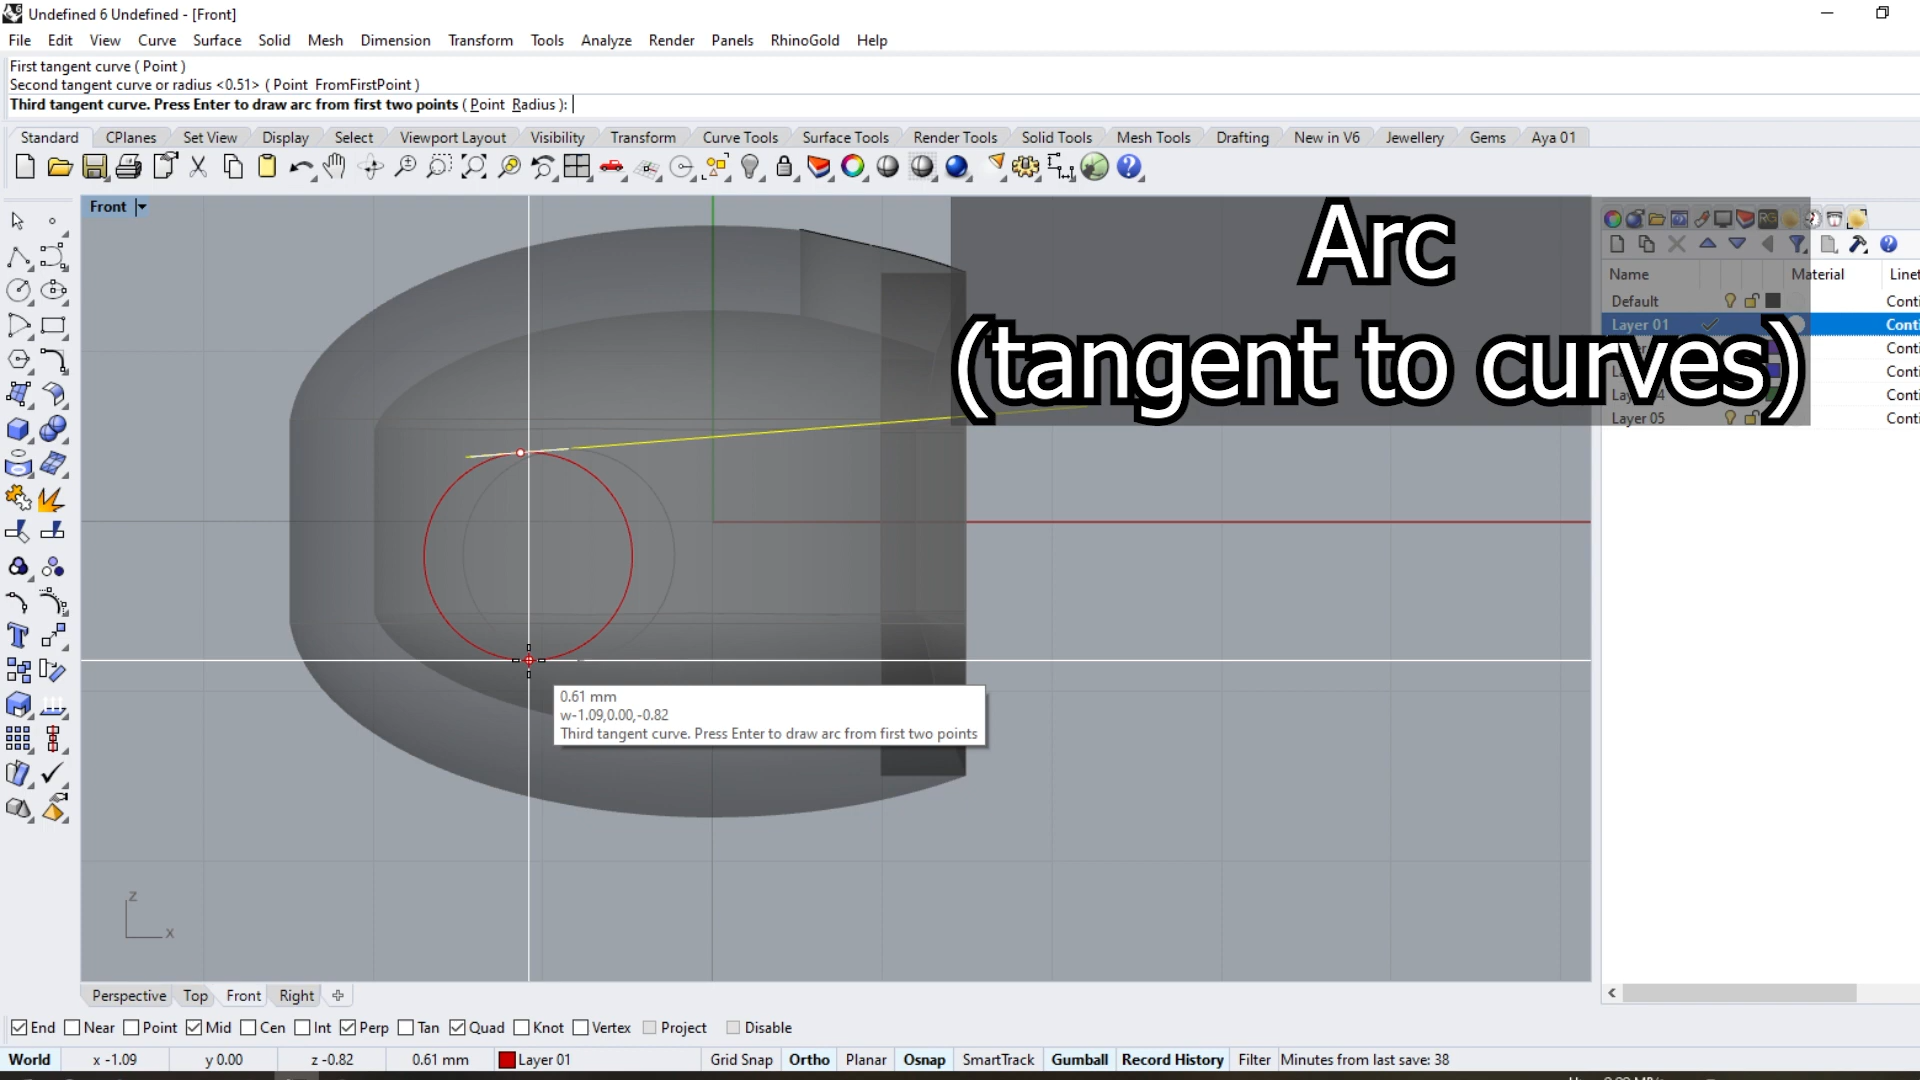 Undefined 6 Undefined - [Front]
File Edit View Curve Surface Solid Mesh Dimension Transform Tools Analyze Render Panels RhinoGold Help
First tangent curve ( Point )
Second tangent curve or radius <0.51> ( Point FromFirstPoint )
Third tangent curve. Press Enter to draw arc from first two points ( Point Radius ):
Standard CPlanes Set View Display Select Viewport Layout Visibility Transform Curve Tools Surface Tools Render Tools Solid Tools Mesh Tools Drafting New in V6 Jewellery Gems Aya 01
Front
Arc
(tangent to curves)
Name Material Linet
Default Conti
Layer 01 Conti
Conti
Conti
Conti
Layer 05 Conti
0.61 mm
w-1.09,0.00,-0.82
Third tangent curve. Press Enter to draw arc from first two points
z
x
Perspective Top Front Right
End Near Point Mid Cen Int Perp Tan Quad Knot Vertex Project Disable
World x -1.09 y 0.00 z -0.82 0.61 mm Layer 01 Grid Snap Ortho Planar Osnap SmartTrack Gumball Record History Filter Minutes from last save: 38